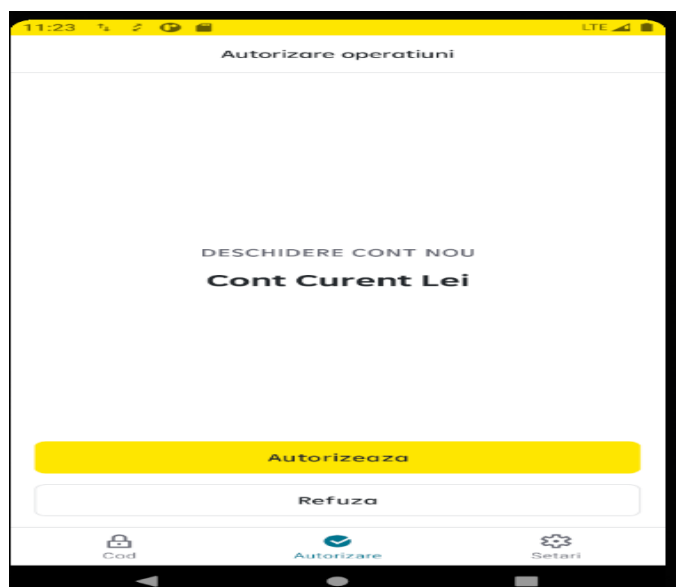 11:23
LTE
Autorizare operatiuni
DESCHIDERE CONT NOU
Cont Curent Lei
Autorizeaza
Refuza
Cod
Autorizare
Setari